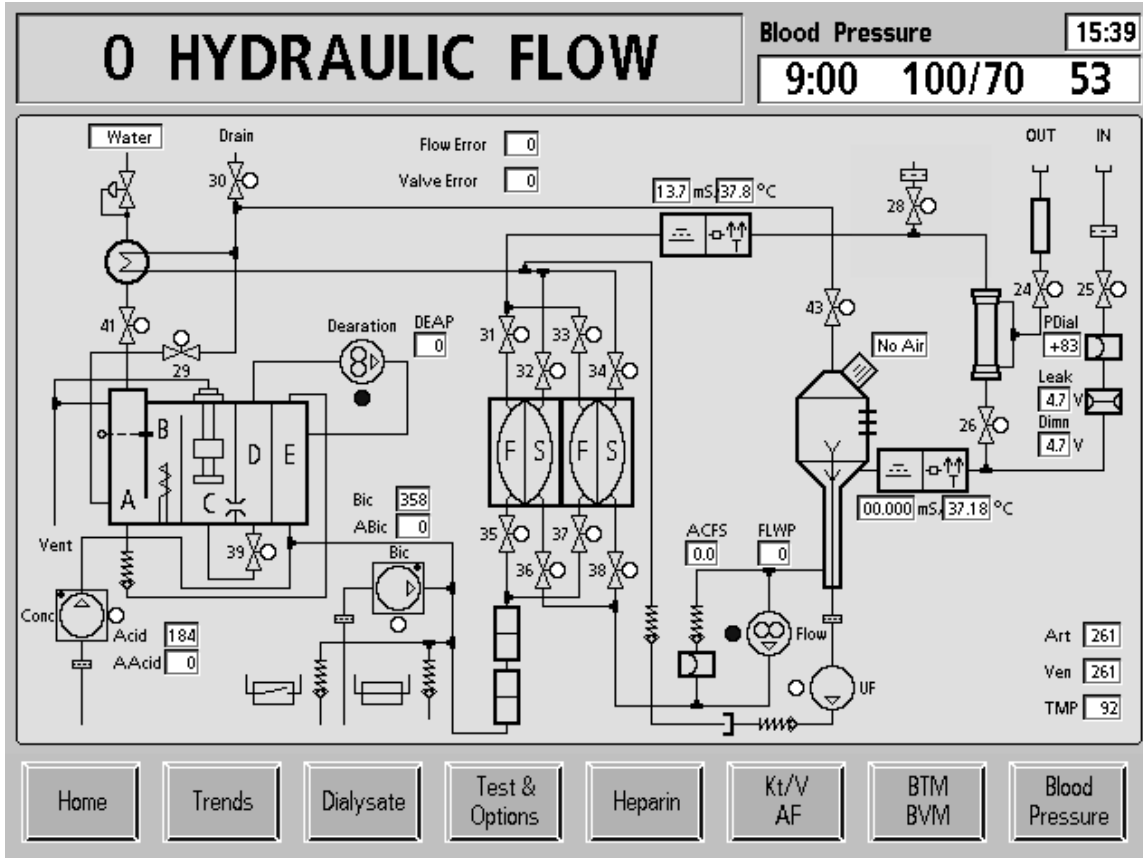 0 HYDRAULIC FLOW
Blood Pressure 15:39
9:00 100/70 53
Water Drain Flow Error 0 OUT IN
30 Valve Error 0
13.7 mS/ 37.8 °C
28
24 25
41 43
Dearation DEAP 31 33
0 No Air PDial
+83
29 32 34
Leak
4.7 V
Dimn
26 4.7 V
B
D E F S F S
A C
Bic 358
ABic 0
00.000 mS/ 37.18 °C
Vent 39 Bic 35 37 ACFS FLWP
0.0 0
36 38
Conc
Acid 184
AAcid 0
Flow
UF
Art 261
Ven 261
TMP 92
Home Trends Dialysate Test & Options Heparin Kt/V AF BTM BVM Blood Pressure